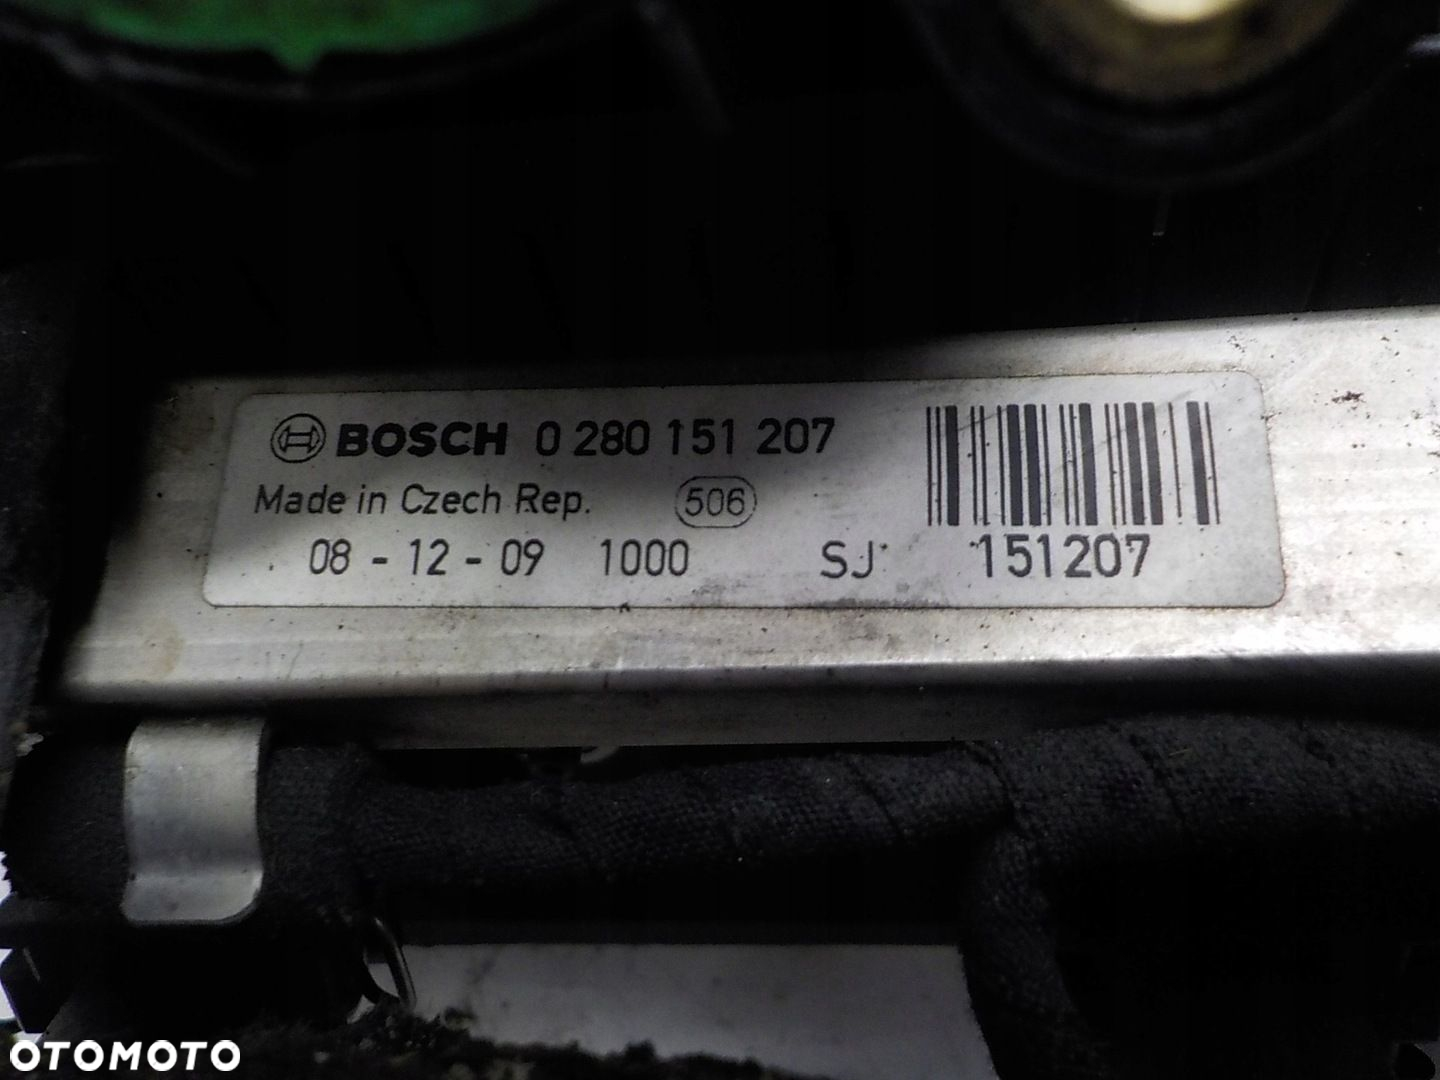 BOSCH 0 280 151 207
Made in Czech Rep. 506
08 - 12 - 09 1000 SJ 151207
OTOMOTO